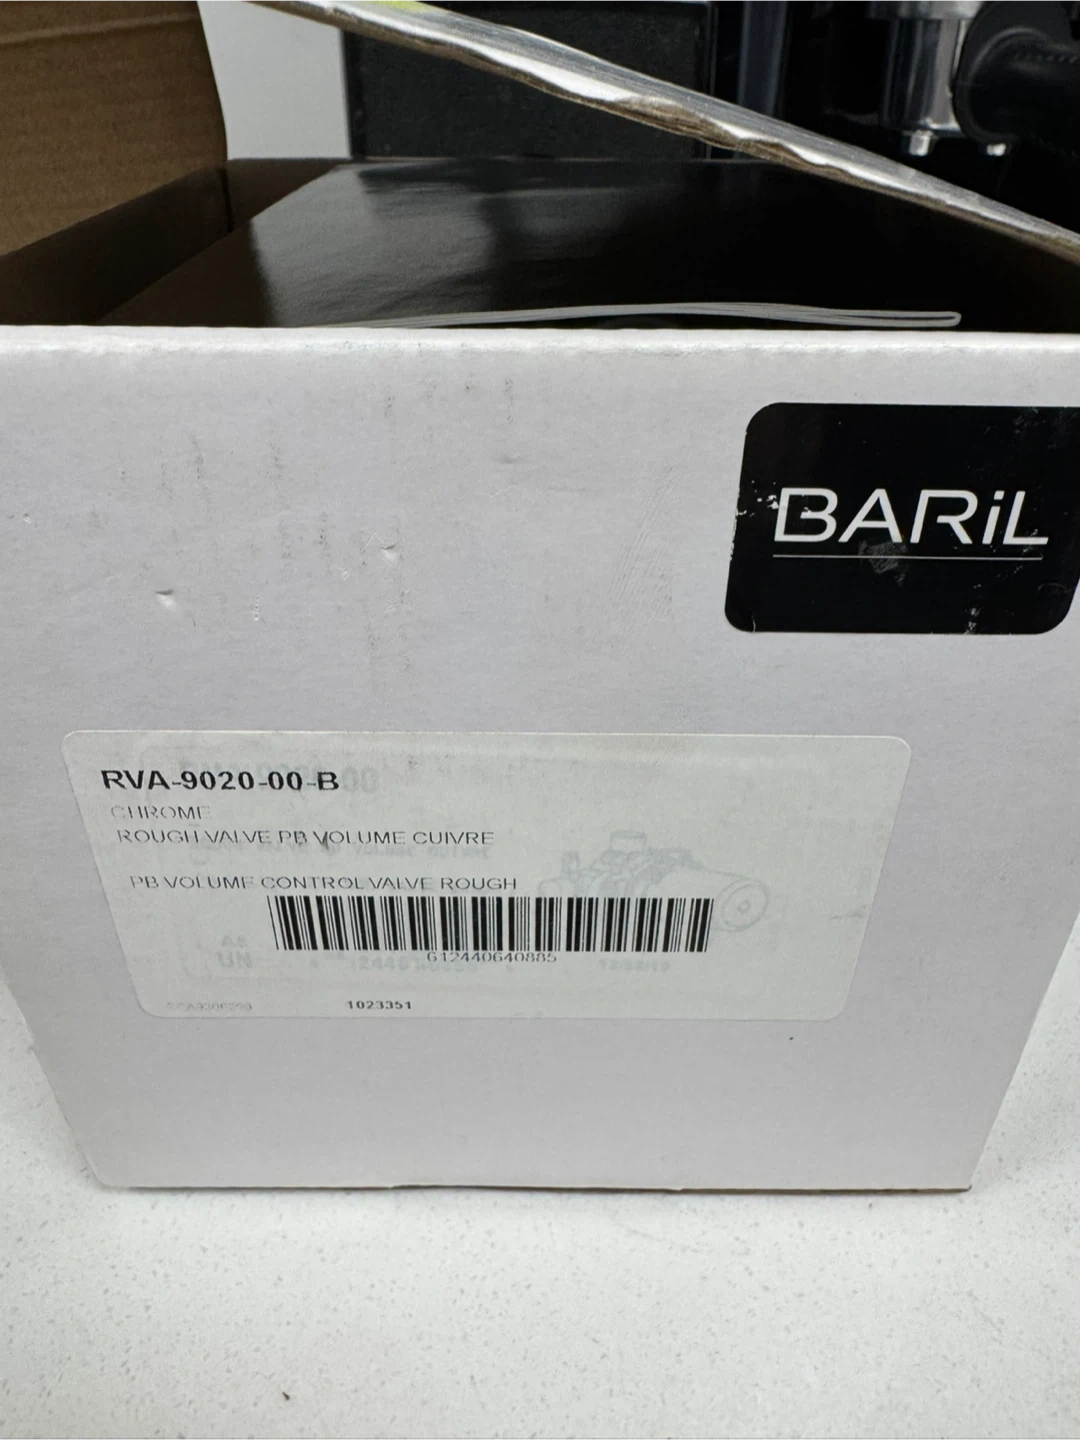 BARiL
RVA-9020-00-B
CHROME
ROUGH VALVE PB VOLUME CUIVRE
PB VOLUME CONTROL VALVE ROUGH
612440640885
1023351